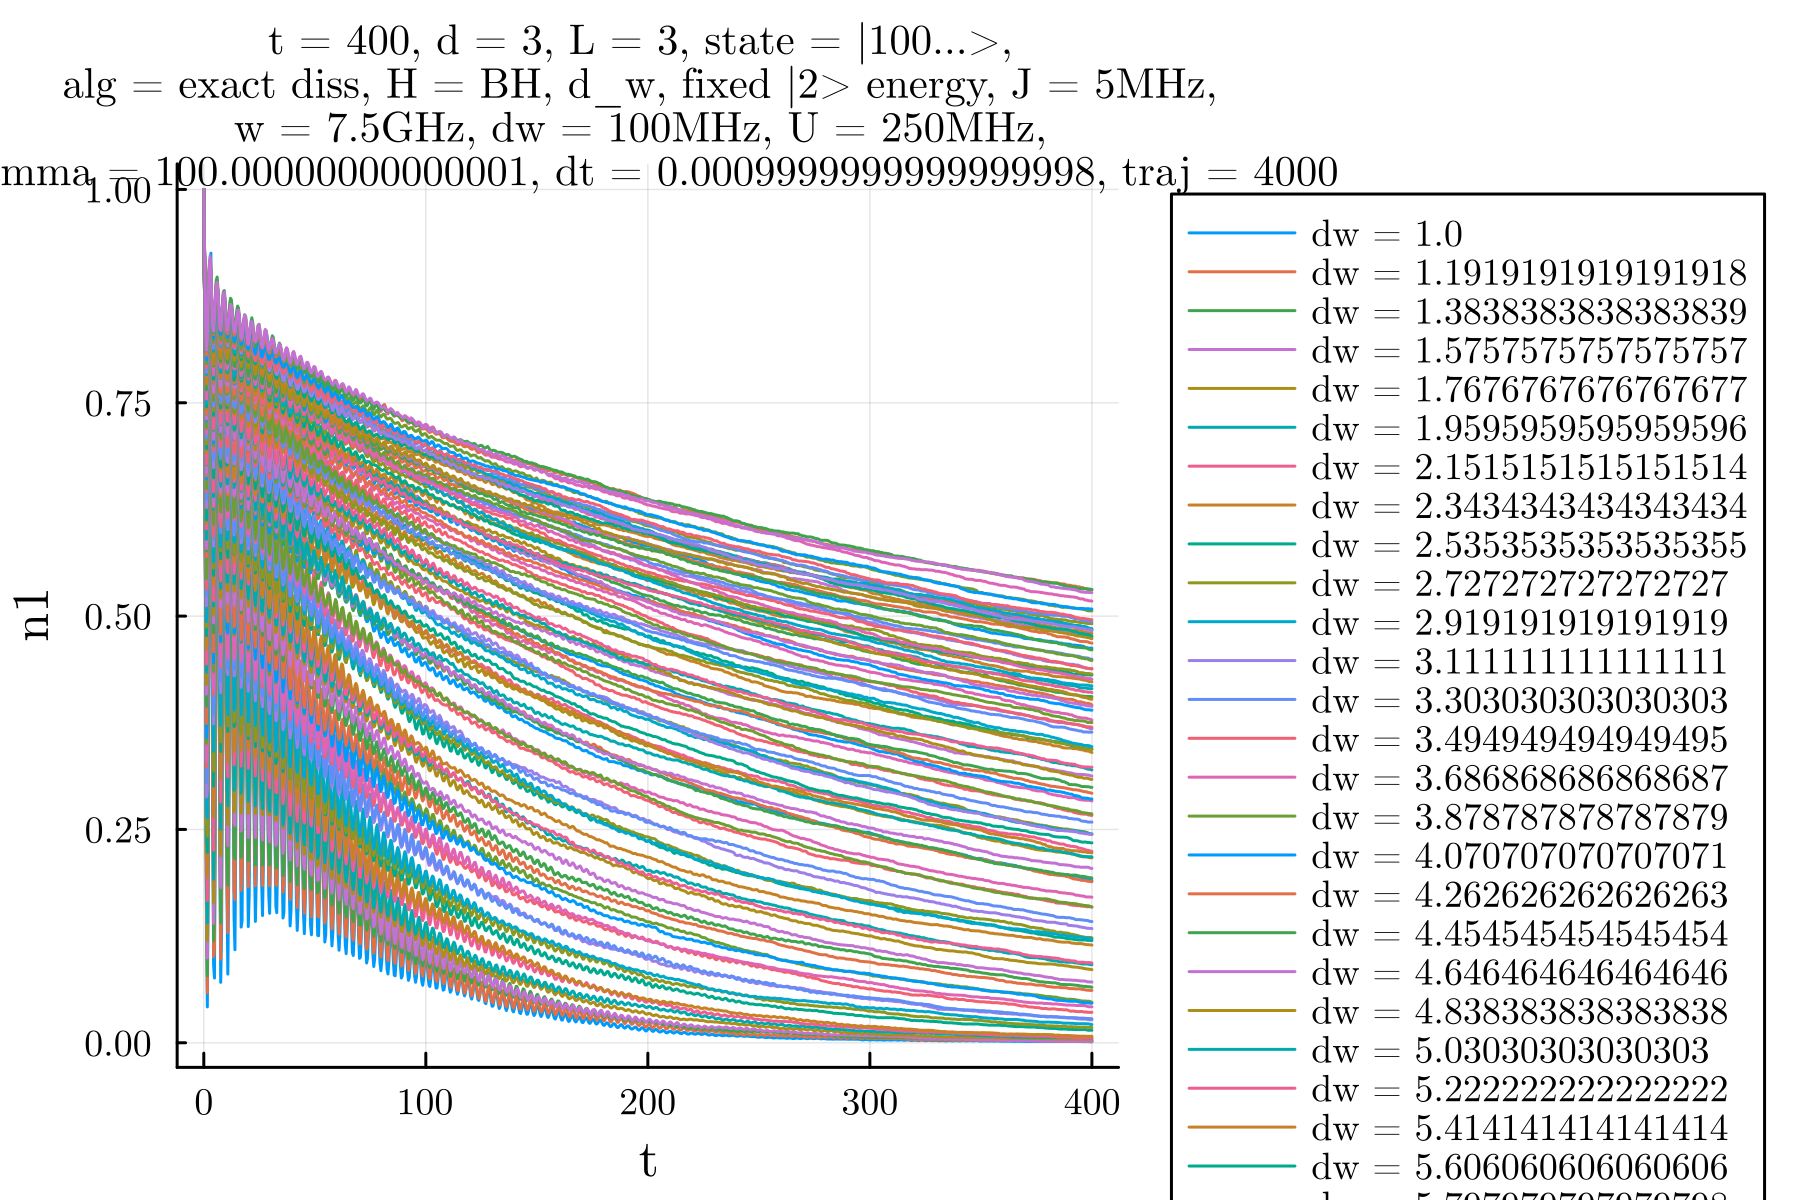 t = 400, d = 3, L = 3, state = |100...>,
alg = exact diss, H = BH, d_w, fixed |2> energy, J = 5MHz,
w = 7.5GHz, dw = 100MHz, U = 250MHz,
mma = 100.00000000000001, dt = 0.0009999999999999998, traj = 4000
1.00
0.75
0.50
0.25
0.00
n1
0 100 200 300 400
t
dw = 1.0
dw = 1.1919191919191918
dw = 1.3838383838383839
dw = 1.5757575757575757
dw = 1.7676767676767677
dw = 1.9595959595959596
dw = 2.1515151515151514
dw = 2.3434343434343434
dw = 2.5353535353535355
dw = 2.727272727272727
dw = 2.919191919191919
dw = 3.111111111111111
dw = 3.303030303030303
dw = 3.494949494949495
dw = 3.686868686868687
dw = 3.878787878787879
dw = 4.070707070707071
dw = 4.262626262626263
dw = 4.454545454545454
dw = 4.646464646464646
dw = 4.838383838383838
dw = 5.03030303030303
dw = 5.222222222222222
dw = 5.414141414141414
dw = 5.606060606060606